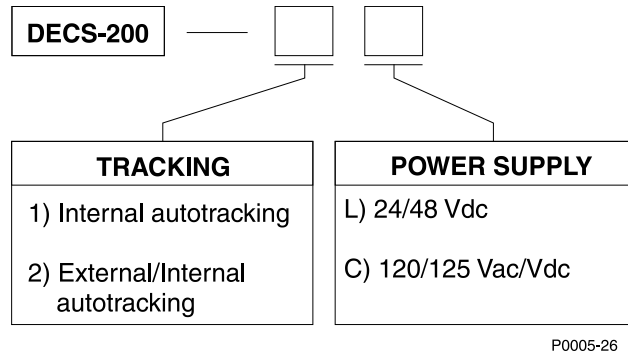 DECS-200
TRACKING
1) Internal autotracking
2) External/Internal
autotracking
POWER SUPPLY
L) 24/48 Vdc
C) 120/125 Vac/Vdc
P0005-26